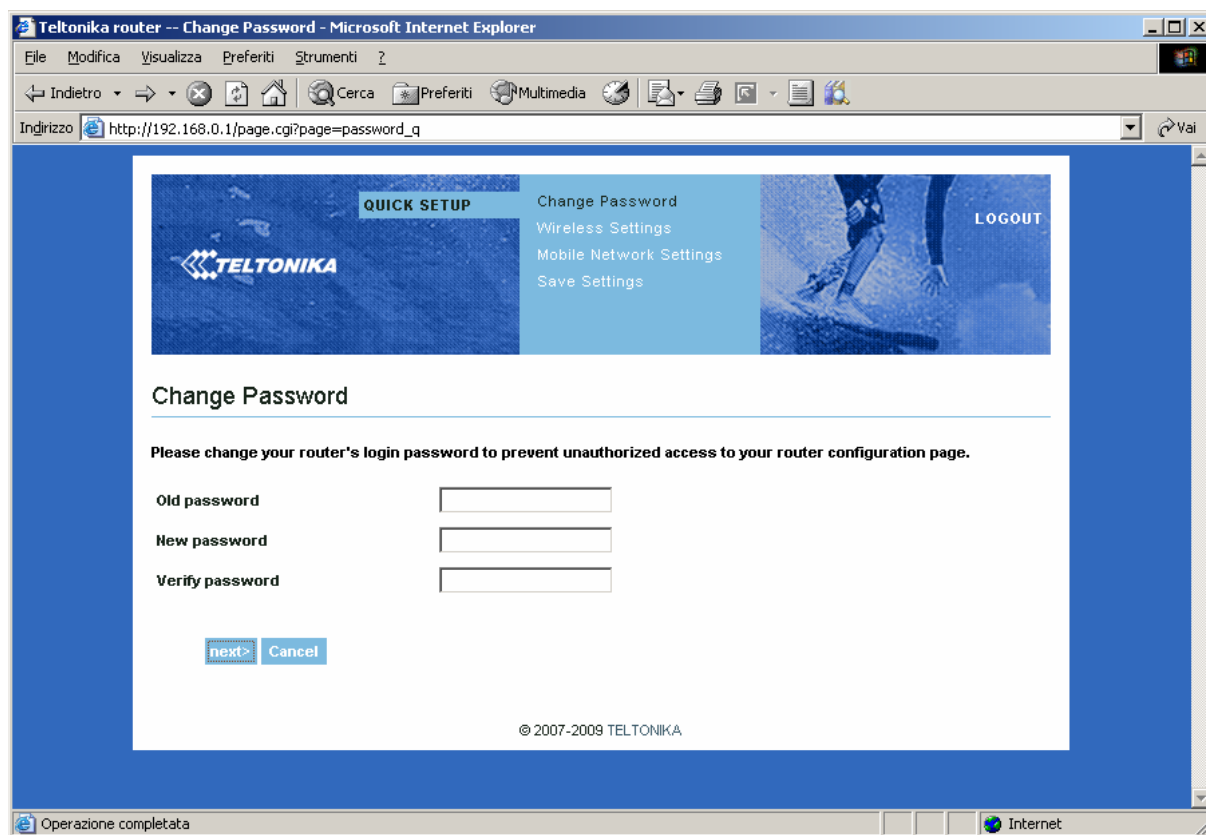 Teltonika router -- Change Password - Microsoft Internet Explorer
File Modifica Visualizza Preferiti Strumenti ?
Indietro Cerca Preferiti Multimedia
Indirizzo http://192.168.0.1/page.cgi?page=password_q Vai
TELTONIKA
QUICK SETUP
Change Password
Wireless Settings
Mobile Network Settings
Save Settings
LOGOUT
Change Password
Please change your router's login password to prevent unauthorized access to your router configuration page.
Old password
New password
Verify password
next> Cancel
© 2007-2009 TELTONIKA
Operazione completata Internet